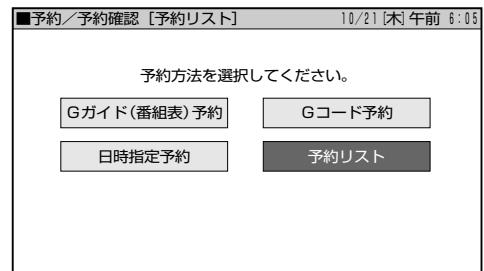 ■予約／予約確認［予約リスト］ 10/21[木]午前 6:05
予約方法を選択してください。
Gガイド(番組表)予約 Gコード予約
日時指定予約 予約リスト